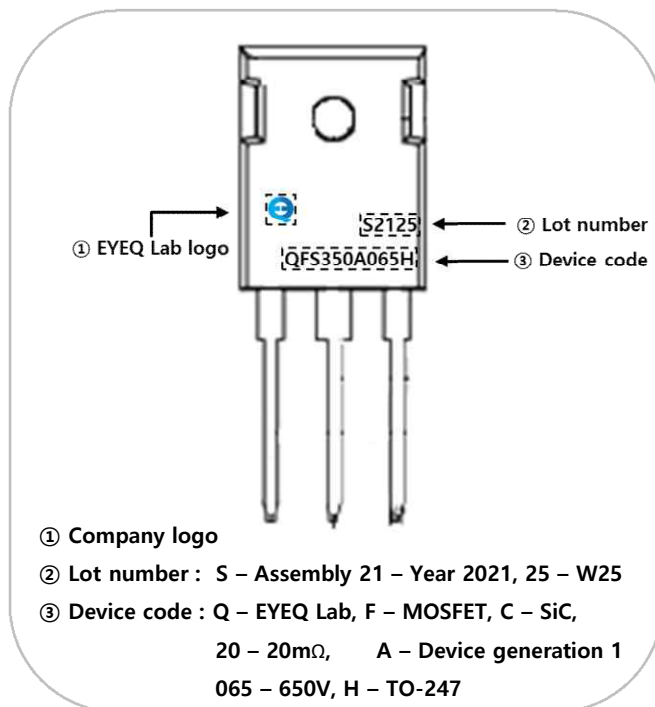 S2125
① EYEQ Lab logo
② Lot number
QFS350A065H
③ Device code
① Company logo
② Lot number : S – Assembly 21 – Year 2021, 25 – W25
③ Device code : Q – EYEQ Lab, F – MOSFET, C – SiC,
20 – 20mΩ, A – Device generation 1
065 – 650V, H – TO-247